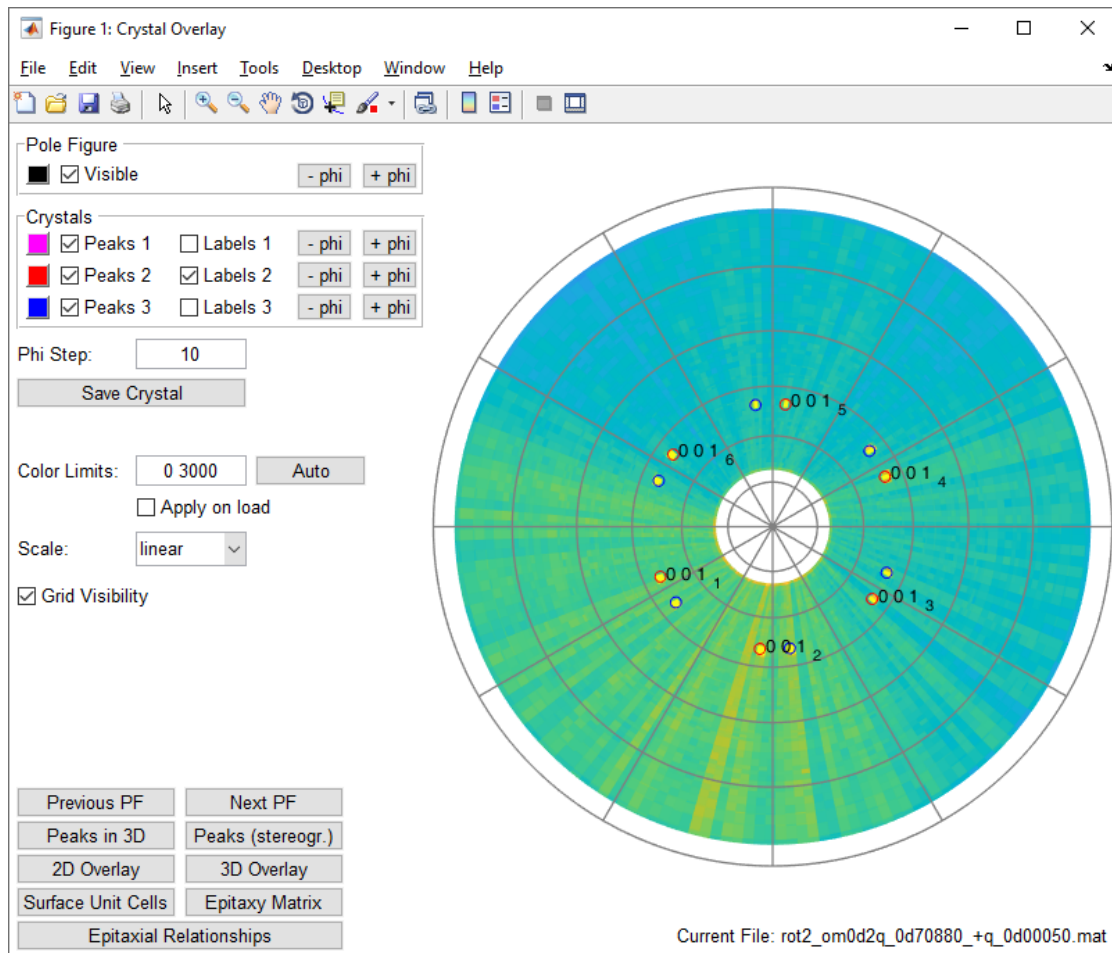 Figure 1: Crystal Overlay
File Edit View Insert Tools Desktop Window Help
Pole Figure
Visible - phi + phi
Crystals
Peaks 1 Labels 1 - phi + phi
Peaks 2 Labels 2 - phi + phi
Peaks 3 Labels 3 - phi + phi
Phi Step: 10
Save Crystal
Color Limits: 0 3000 Auto
Apply on load
Scale: linear
Grid Visibility
0 0 1 5
0 0 1 6
0 0 1 4
0 0 1 1
0 0 1 3
0 0 1 2
Previous PF Next PF
Peaks in 3D Peaks (stereogr.)
2D Overlay 3D Overlay
Surface Unit Cells Epitaxy Matrix
Epitaxial Relationships
Current File: rot2_om0d2q_0d70880_+q_0d00050.mat